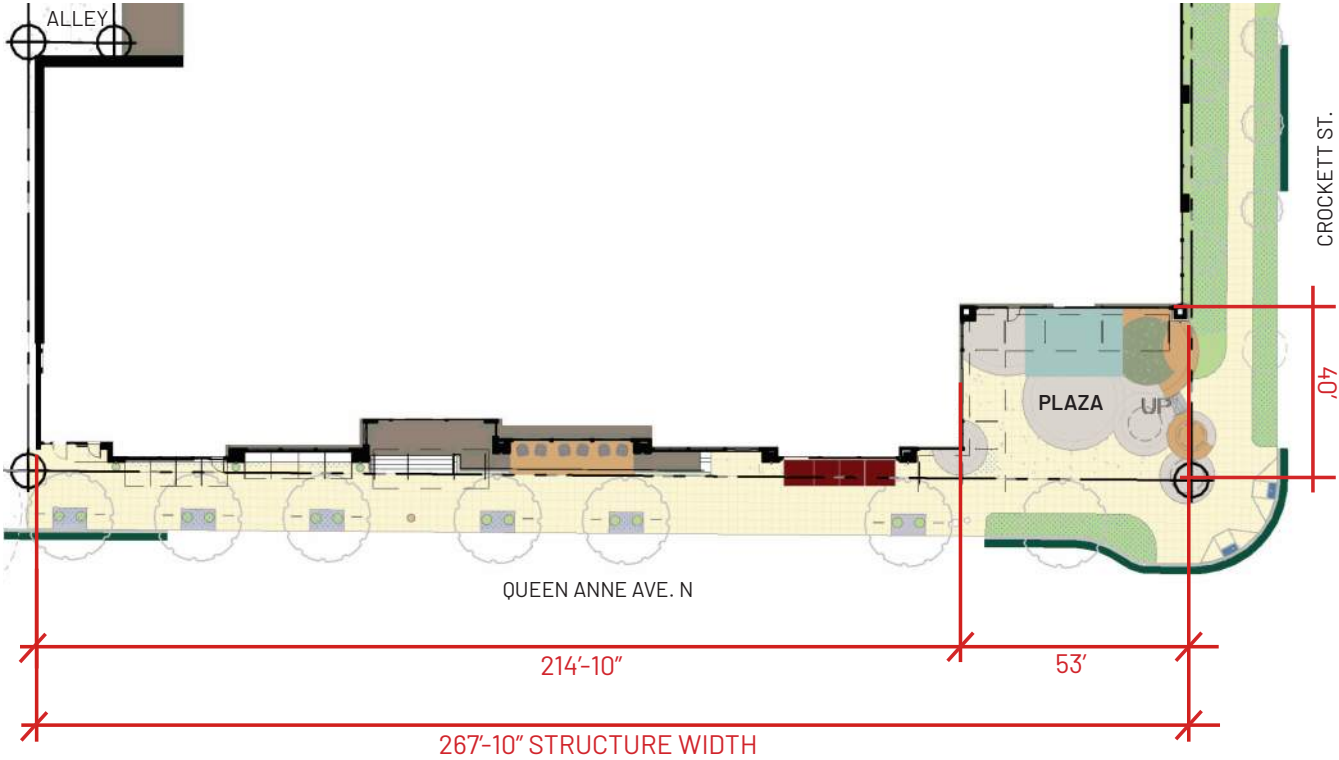 ALLEY
CROCKETT ST.
40'
PLAZA
UP
QUEEN ANNE AVE. N
214'-10"
53'
267'-10" STRUCTURE WIDTH